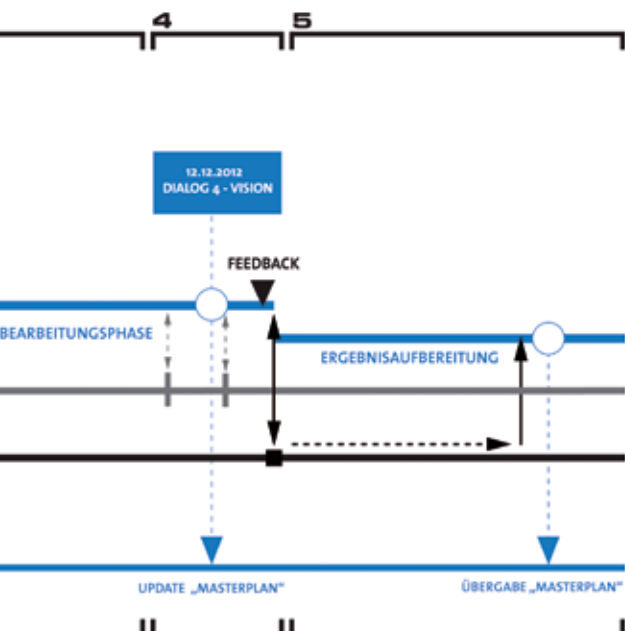 4
5
12.12.2012
DIALOG 4 - VISION
FEEDBACK
BEARBEITUNGSPHASE
ERGEBNISAUFBEREITUNG
UPDATE „MASTERPLAN“
ÜBERGABE „MASTERPLAN“